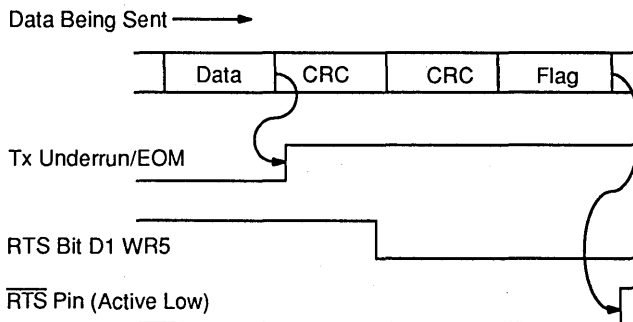 Data Being Sent
Data CRC CRC Flag
Tx Underrun/EOM
RTS Bit D1 WR5
RTS Pin (Active Low)